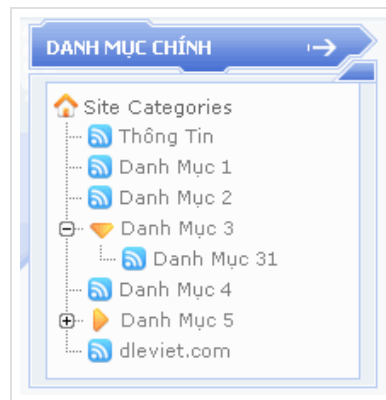 DANH MỤC CHÍNH
Site Categories
Thông Tin
Danh Mục 1
Danh Mục 2
Danh Mục 3
Danh Mục 31
Danh Mục 4
Danh Mục 5
dleviet.com